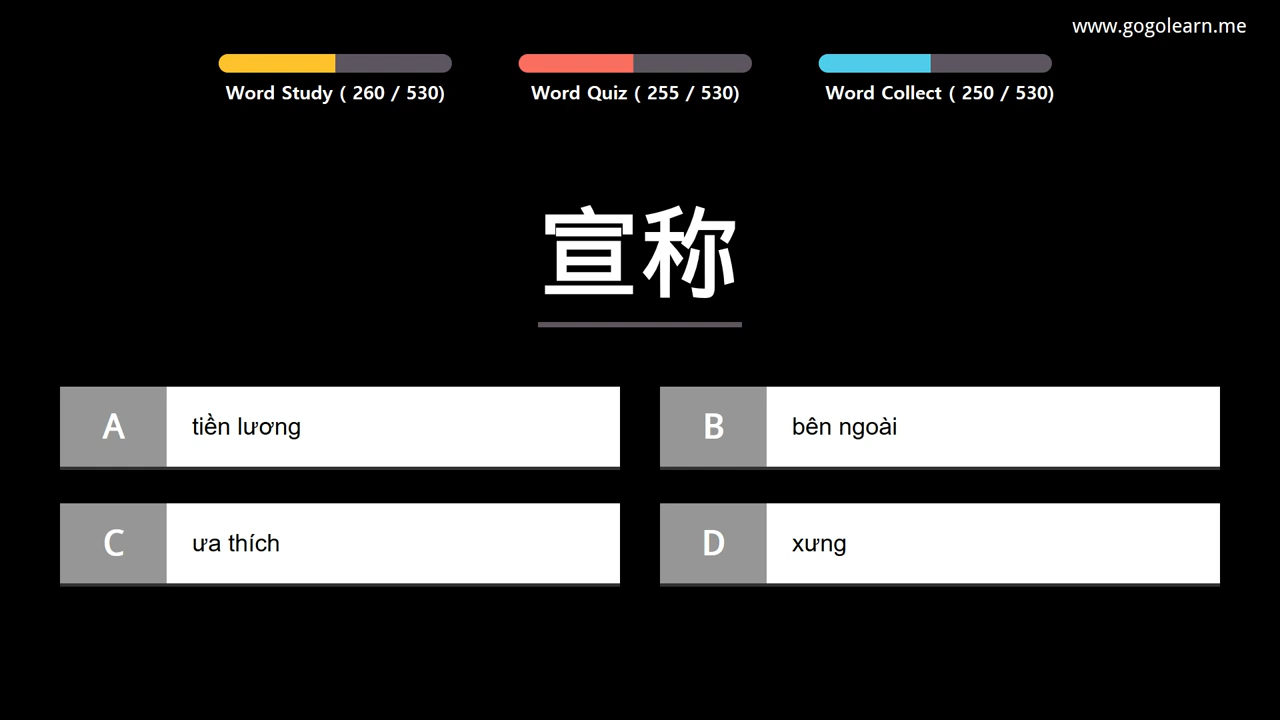 www.gogolearn.me
Word Study ( 260 / 530)
Word Quiz ( 255 / 530)
Word Collect ( 250 / 530)
宣称
A
tiền lương
B
bên ngoài
C
ưa thích
D
xưng